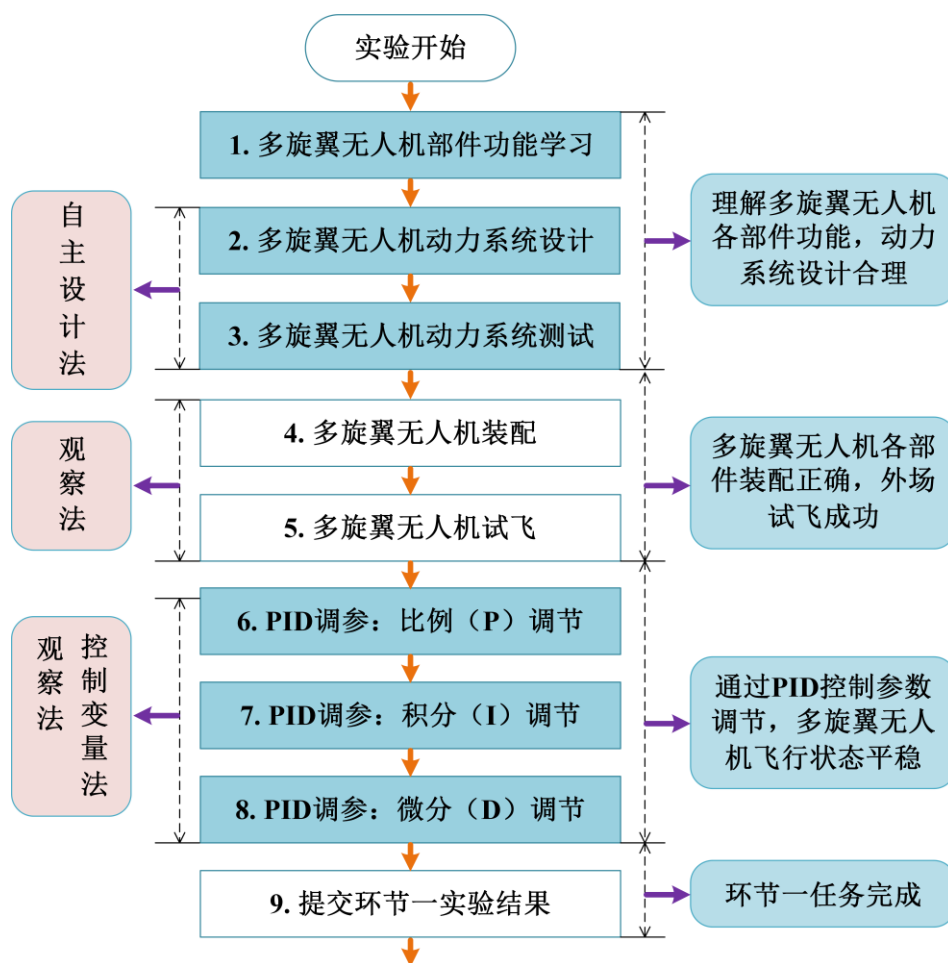 实验开始
1. 多旋翼无人机部件功能学习
2. 多旋翼无人机动力系统设计
3. 多旋翼无人机动力系统测试
自主设计法
理解多旋翼无人机
各部件功能，动力
系统设计合理
4. 多旋翼无人机装配
5. 多旋翼无人机试飞
观察法
多旋翼无人机各部
件装配正确，外场
试飞成功
6. PID调参：比例（P）调节
7. PID调参：积分（I）调节
8. PID调参：微分（D）调节
观察法
控制变量法
通过PID控制参数
调节，多旋翼无人
机飞行状态平稳
9. 提交环节一实验结果
环节一任务完成